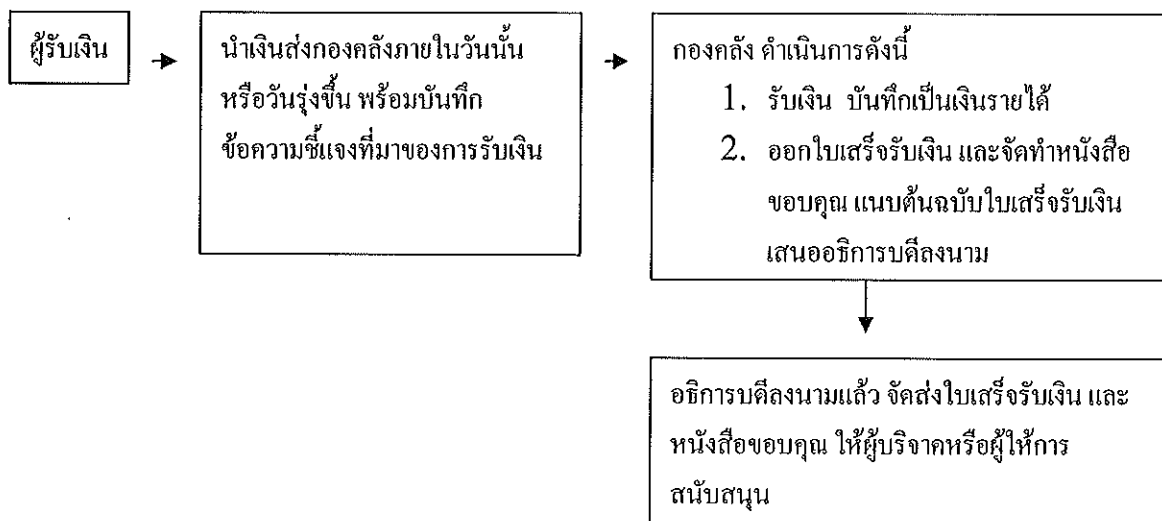 ผู้รับเงิน
นำเงินส่งกองคลังภายในวันนั้น
หรือวันรุ่งขึ้น พร้อมบันทึก
ข้อความชี้แจงที่มาของการรับเงิน
กองคลัง ดำเนินการดังนี้
1. รับเงิน บันทึกเป็นเงินรายได้
2. ออกใบเสร็จรับเงิน และจัดทำหนังสือ
ขอบคุณ แนบต้นฉบับใบเสร็จรับเงิน
เสนออธิการบดีลงนาม
อธิการบดีลงนามแล้ว จัดส่งใบเสร็จรับเงิน และ
หนังสือขอบคุณ ให้ผู้บริจาคหรือผู้ให้การ
สนับสนุน